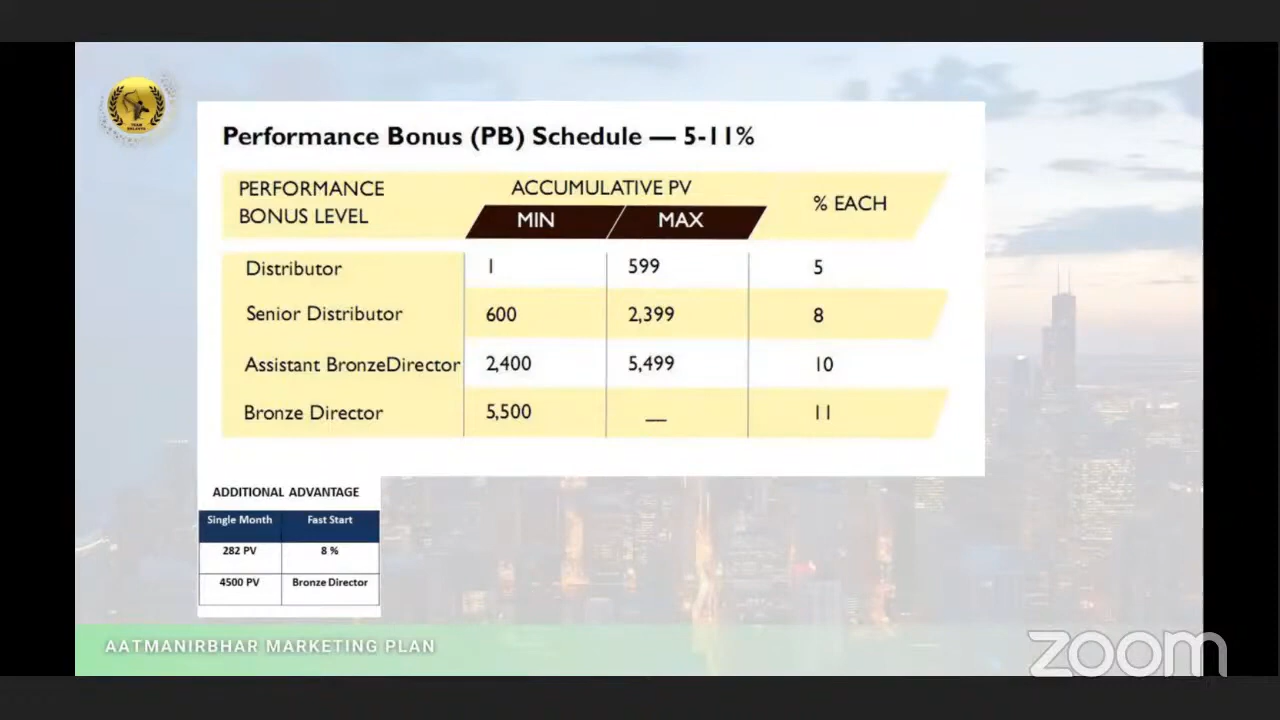 Performance Bonus (PB) Schedule — 5-11%
PERFORMANCE BONUS LEVEL
ACCUMULATIVE PV
MIN MAX
% EACH
Distributor 1 599 5
Senior Distributor 600 2,399 8
Assistant BronzeDirector 2,400 5,499 10
Bronze Director 5,500 __ 11
ADDITIONAL ADVANTAGE
Single Month Fast Start
282 PV 8 %
4500 PV Bronze Director
AATMANIRBHAR MARKETING PLAN
zoom